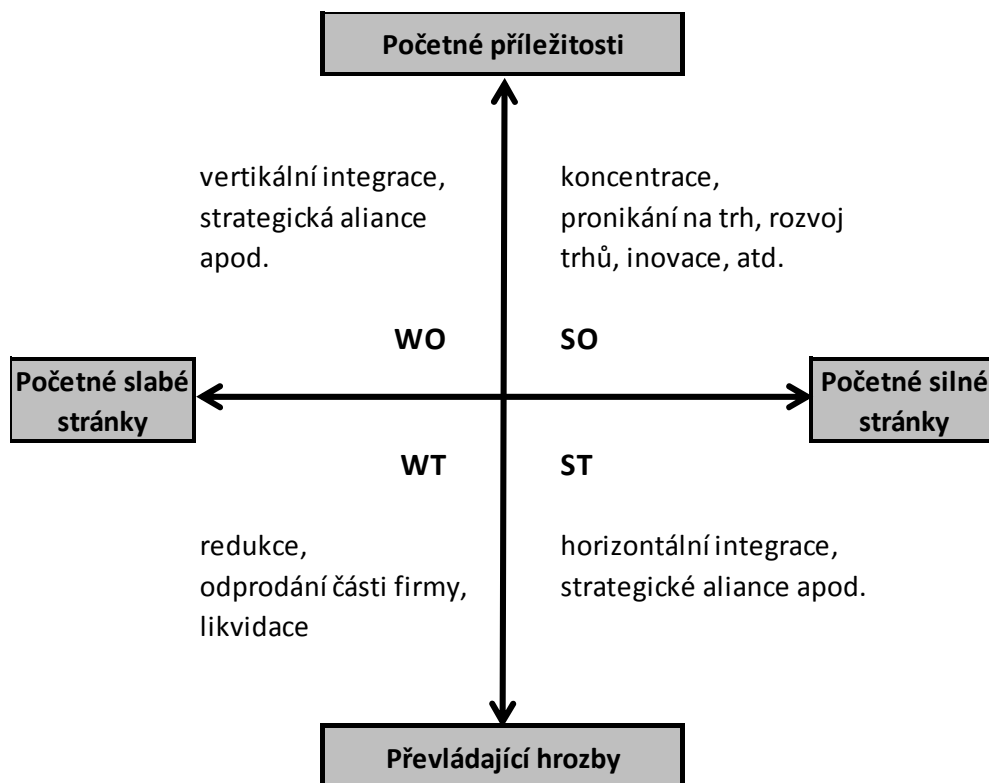 Početné příležitosti
vertikální integrace,
strategická aliance
apod.
koncentrace,
pronikání na trh, rozvoj
trhů, inovace, atd.
WO
SO
Početné slabé
stránky
Početné silné
stránky
WT
ST
redukce,
odprodání části firmy,
likvidace
horizontální integrace,
strategické aliance apod.
Převládající hrozby